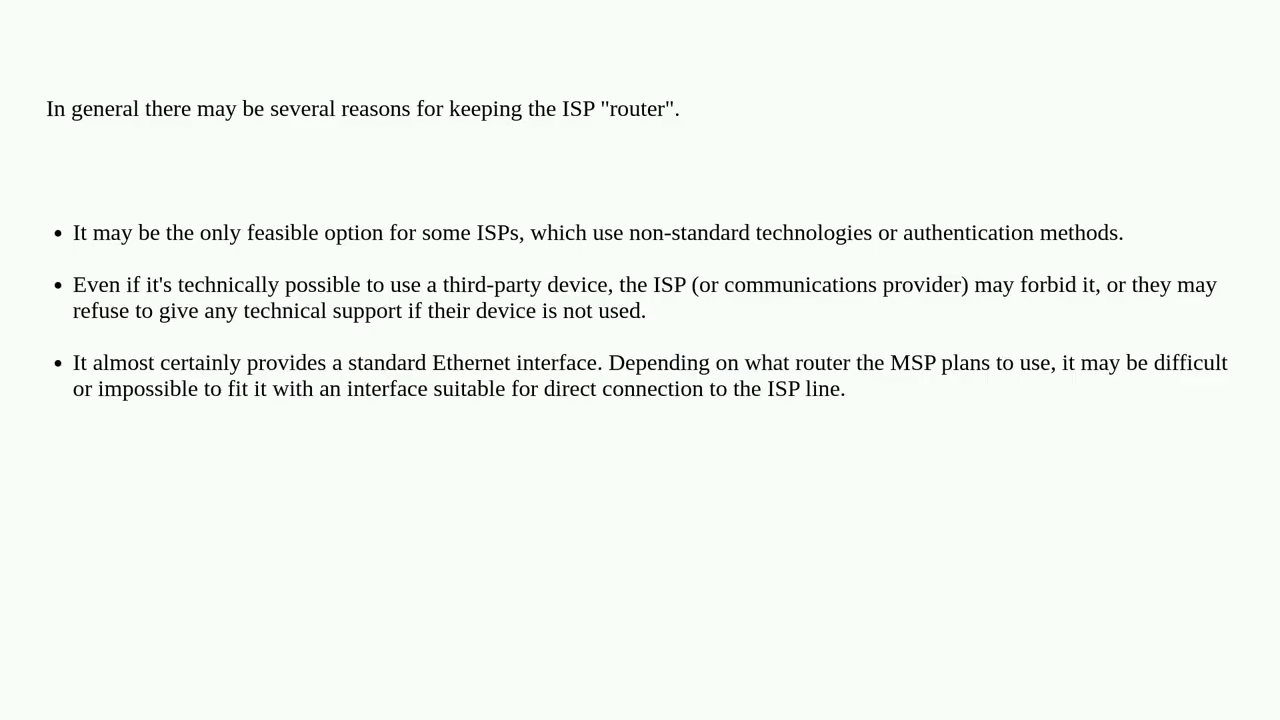 In general there may be several reasons for keeping the ISP "router".
• It may be the only feasible option for some ISPs, which use non-standard technologies or authentication methods.
• Even if it's technically possible to use a third-party device, the ISP (or communications provider) may forbid it, or they may
refuse to give any technical support if their device is not used.
• It almost certainly provides a standard Ethernet interface. Depending on what router the MSP plans to use, it may be difficult
or impossible to fit it with an interface suitable for direct connection to the ISP line.